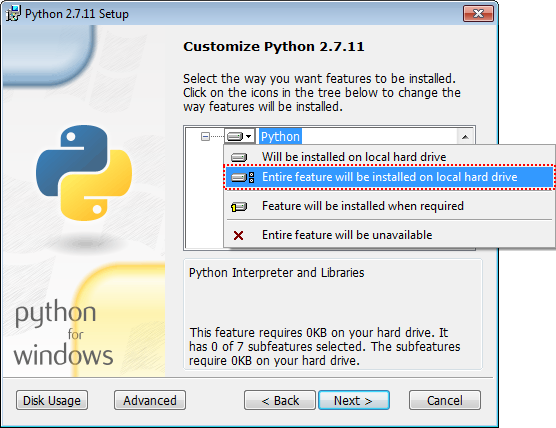 Python 2.7.11 Setup
Customize Python 2.7.11
Select the way you want features to be installed.
Click on the icons in the tree below to change the
way features will be installed.
Python
Will be installed on local hard drive
Entire feature will be installed on local hard drive
Feature will be installed when required
Entire feature will be unavailable
Python Interpreter and Libraries
This feature requires 0KB on your hard drive. It
has 0 of 7 subfeatures selected. The subfeatures
require 0KB on your hard drive.
python
for
windows
Disk Usage
Advanced
< Back
Next >
Cancel